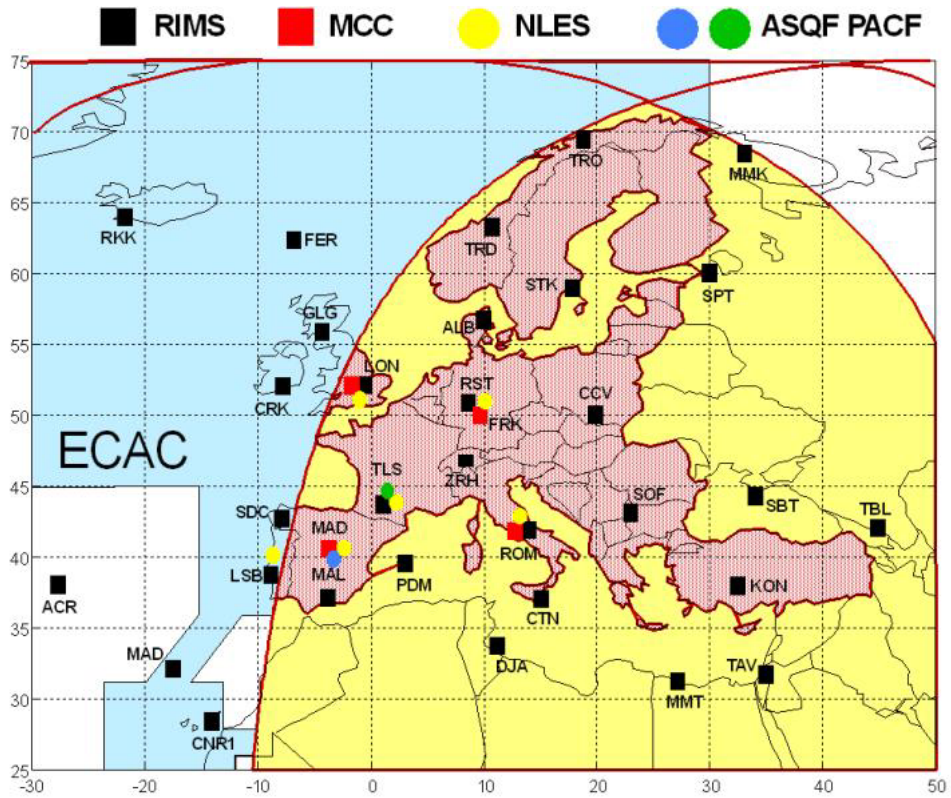 RIMS MCC NLES ASQF PACF
75
70
65
60
55
50
45
40
35
30
25
-30 -20 -10 0 10 20 30 40 50
TRO
MMK
RKK
FER
TRD
STK
SPT
GLG
ALB
LON
CRK
RST
FRK
CCV
ECAC
TLS
ZRH
SDC
MAD
SOF
SBT
TBL
LSB
MAL
PDM
ROM
KON
ACR
CTN
MAD
DJA
MMT
TAV
CNR1